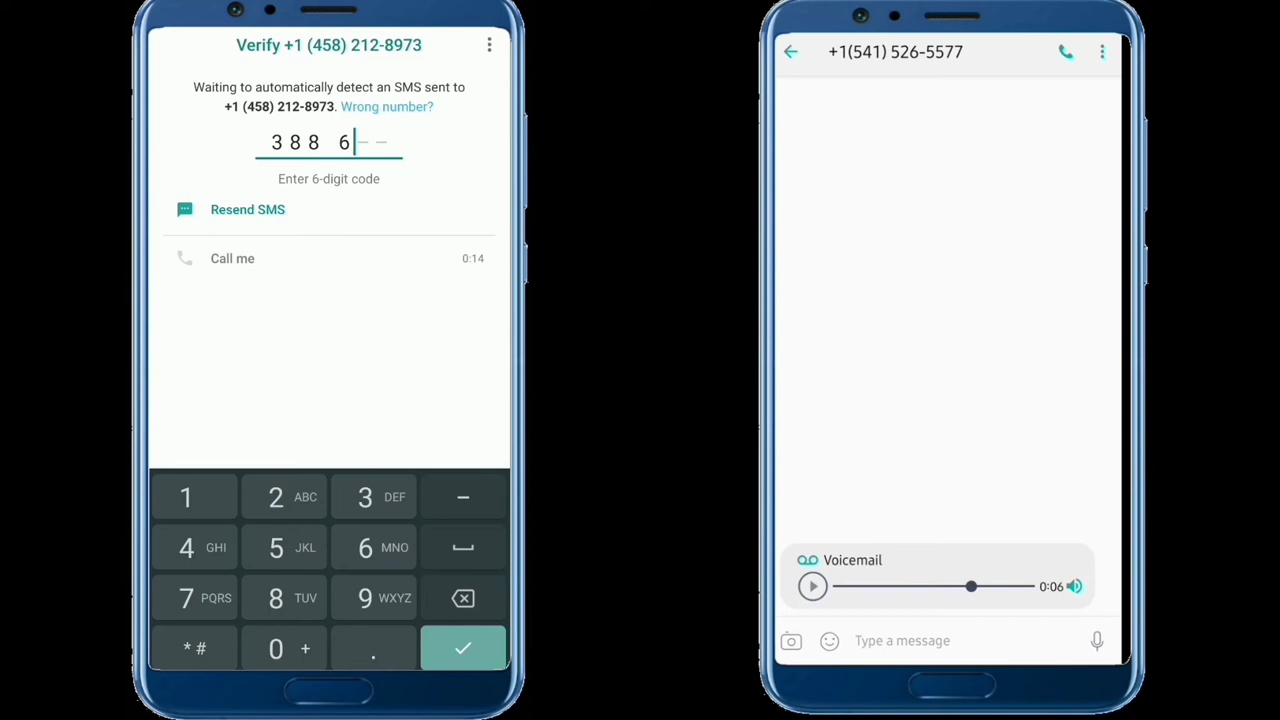 Verify +1 (458) 212-8973
Waiting to automatically detect an SMS sent to
+1 (458) 212-8973. Wrong number?
3 8 8 6 – –
Enter 6-digit code
Resend SMS
Call me 0:14
1 2 ABC 3 DEF –
4 GHI 5 JKL 6 MNO
7 PQRS 8 TUV 9 WXYZ
* # 0 + .
+1(541) 526-5577
Voicemail
0:06
Type a message